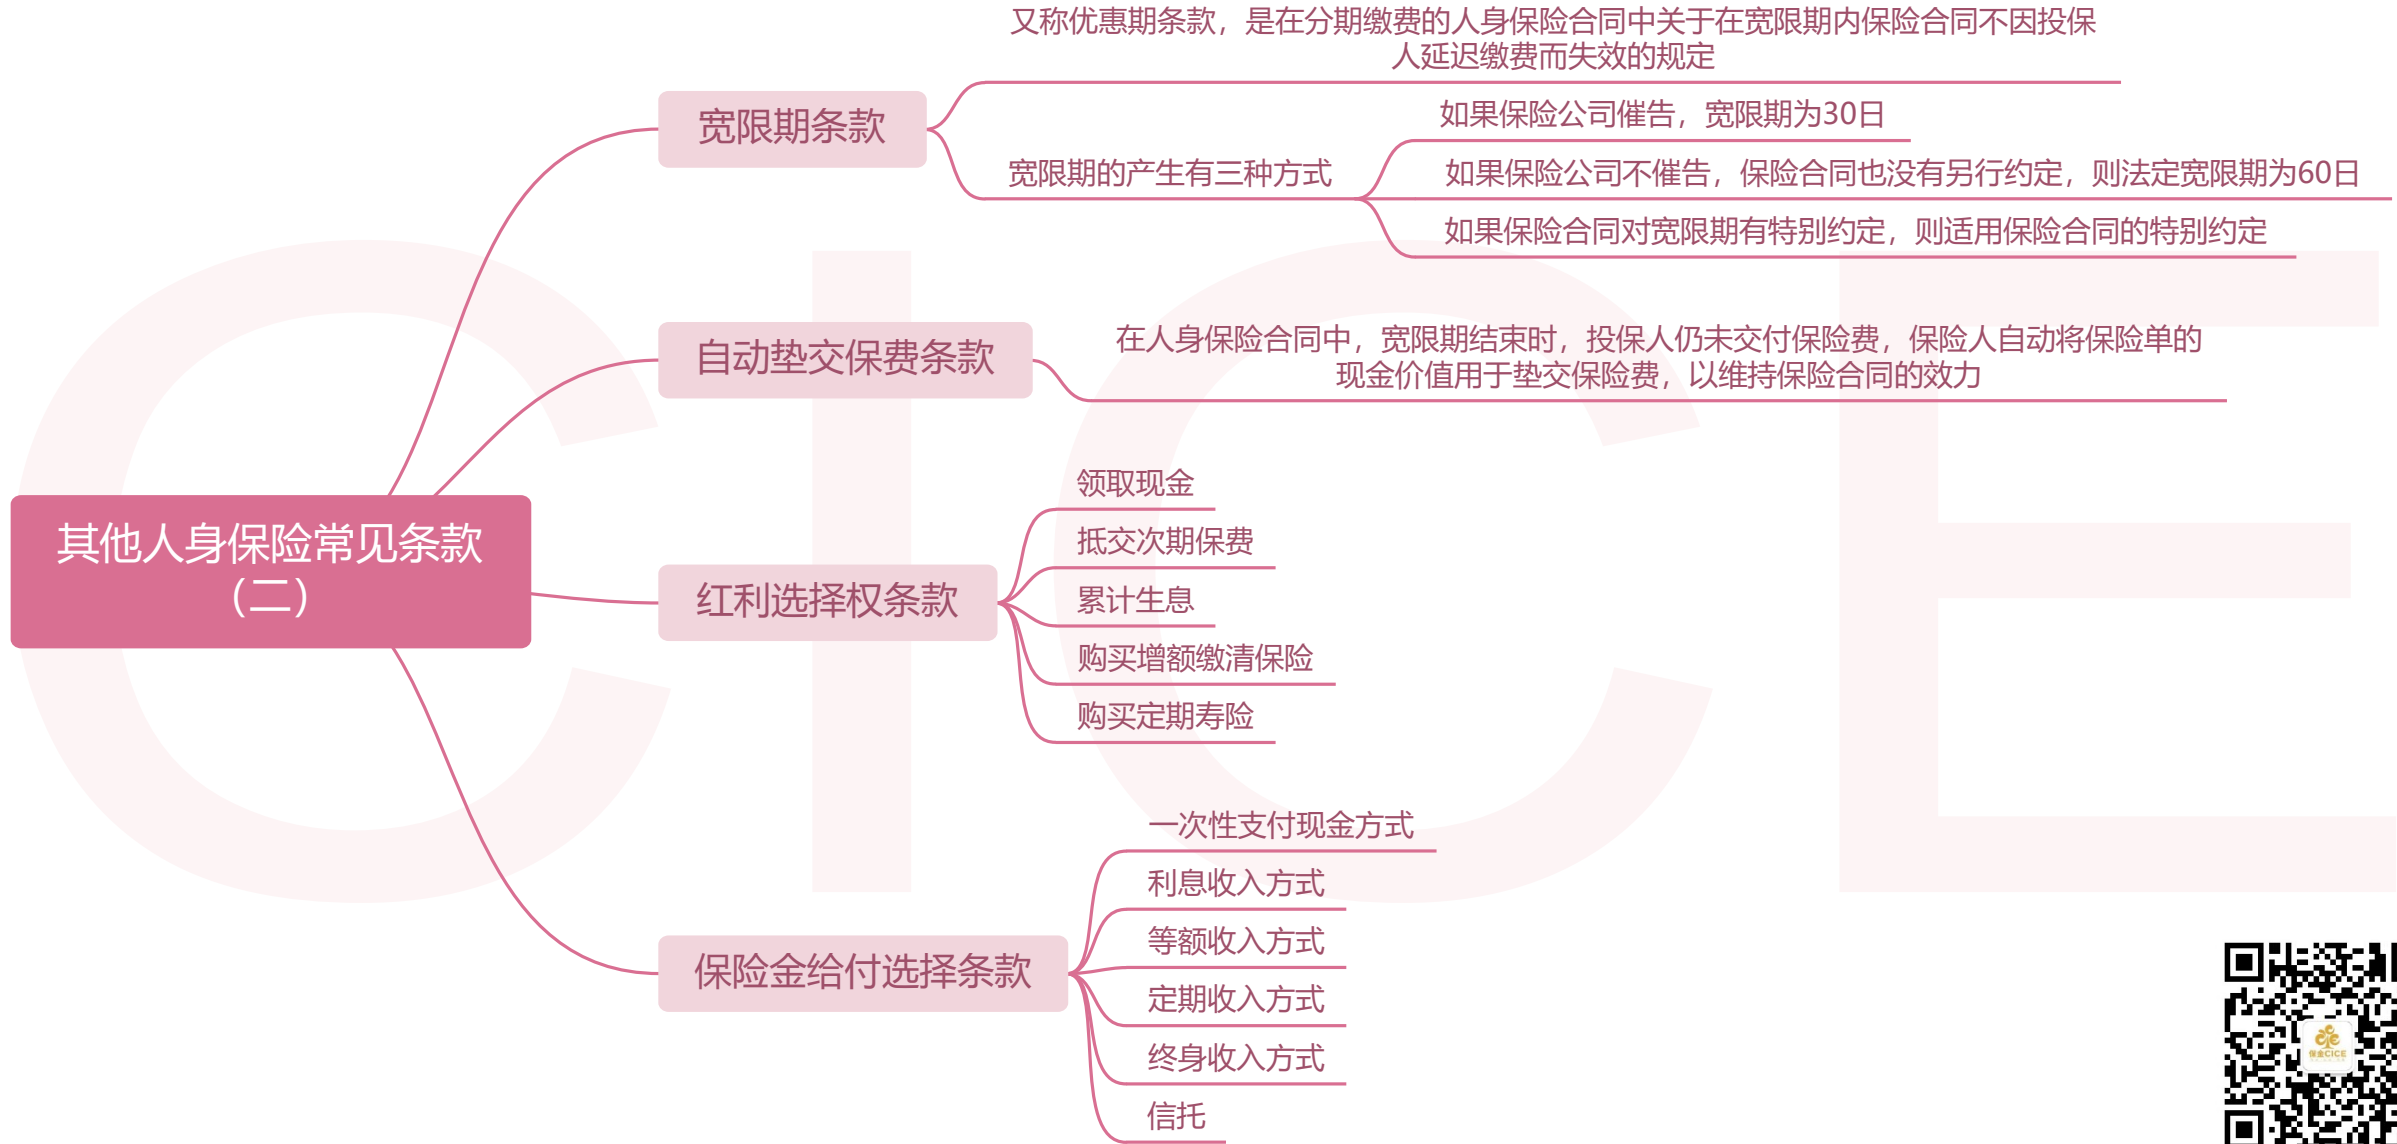 其他人身保险常见条款
（二）
宽限期条款
又称优惠期条款，是在分期缴费的人身保险合同中关于在宽限期内保险合同不因投保
人延迟缴费而失效的规定
宽限期的产生有三种方式
如果保险公司催告，宽限期为30日
如果保险公司不催告，保险合同也没有另行约定，则法定宽限期为60日
如果保险合同对宽限期有特别约定，则适用保险合同的特别约定
自动垫交保费条款
在人身保险合同中，宽限期结束时，投保人仍未交付保险费，保险人自动将保险单的
现金价值用于垫交保险费，以维持保险合同的效力
红利选择权条款
领取现金
抵交次期保费
累计生息
购买增额缴清保险
购买定期寿险
保险金给付选择条款
一次性支付现金方式
利息收入方式
等额收入方式
定期收入方式
终身收入方式
信托
CICE
保金CICE